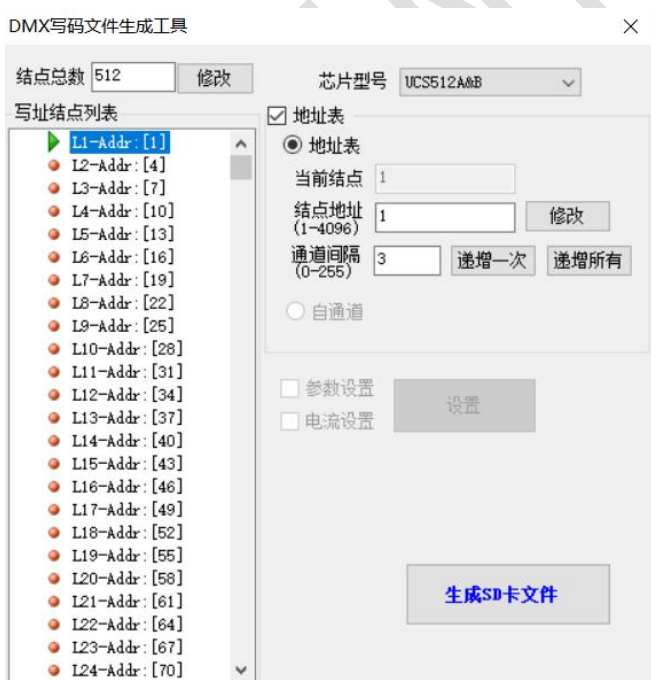 DMX写码文件生成工具
结点总数 512 修改 芯片型号 UCS512A&B
写址结点列表
L1-Addr:[1]
L2-Addr:[4]
L3-Addr:[7]
L4-Addr:[10]
L5-Addr:[13]
L6-Addr:[16]
L7-Addr:[19]
L8-Addr:[22]
L9-Addr:[25]
L10-Addr:[28]
L11-Addr:[31]
L12-Addr:[34]
L13-Addr:[37]
L14-Addr:[40]
L15-Addr:[43]
L16-Addr:[46]
L17-Addr:[49]
L18-Addr:[52]
L19-Addr:[55]
L20-Addr:[58]
L21-Addr:[61]
L22-Addr:[64]
L23-Addr:[67]
L24-Addr:[70]
地址表
地址表
当前结点 1
结点地址 1 修改
(1-4096)
通道间隔 3 递增一次 递增所有
(0-255)
自通道
参数设置
电流设置
设置
生成SD卡文件